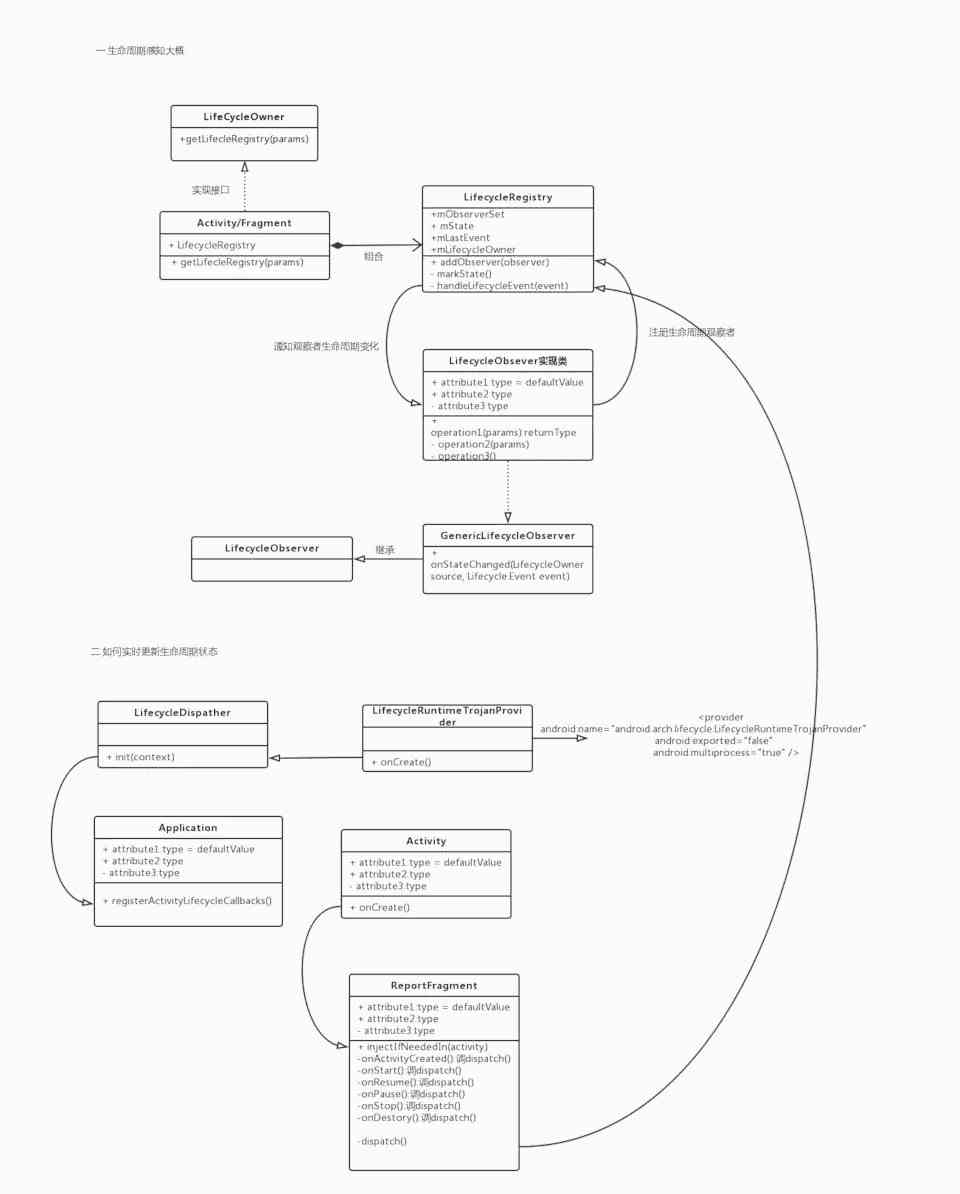 一.生命周期感知大概
LifeCycleOwner
+getLifecleRegistry(params)
实现接口
Activity/Fragment
+ LifecycleRegistry
+ getLifecleRegistry(params)
组合
LifecycleRegistry
+mObserverSet
+ mState
+mLastEvent
+mLifecycleOwner
+ addObserver(observer)
- markState()
- handleLifecycleEvent(event)
通知观察者生命周期变化
注册生命周期观察者
LifecycleObsever实现类
+ attribute1:type = defaultValue
+ attribute2:type
- attribute3:type
+
operation1(params):returnType
- operation2(params)
- operation3()
LifecycleObserver
继承
GenericLifecycleObserver
+
onStateChanged(LifecycleOwner
source, Lifecycle.Event event)
二.如何实时更新生命周期状态
LifecycleDispather
+ init(context)
LifecycleRuntimeTrojanProvi
der
+ onCreate()
<provider
android:name="android.arch.lifecycle.LifecycleRuntimeTrojanProvider"
android:exported="false"
android:multiprocess="true" />
Application
+ attribute1:type = defaultValue
+ attribute2:type
- attribute3:type
+ registerActivityLifecycleCallbacks()
Activity
+ attribute1:type = defaultValue
+ attribute2:type
- attribute3:type
+ onCreate()
ReportFragment
+ attribute1:type = defaultValue
+ attribute2:type
- attribute3:type
+ injectIfNeededIn(activity)
-onActivityCreated():调dispatch()
-onStart():调dispatch()
-onResume():调dispatch()
-onPause():调dispatch()
-onStop():调dispatch()
-onDestory():调dispatch()
-dispatch()